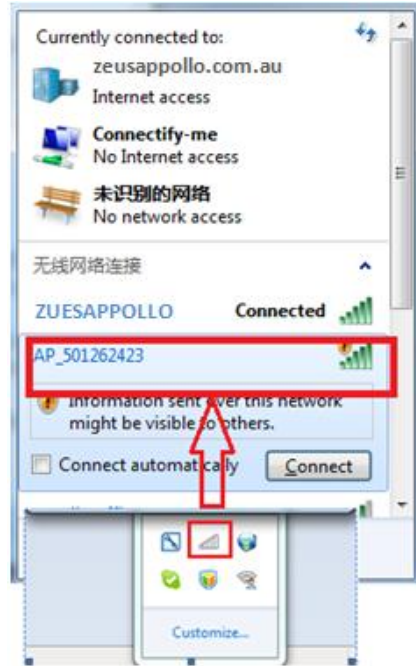 Currently connected to:
zeusappollo.com.au
Internet access
Connectify-me
No Internet access
未识别的网络
No network access
无线网络连接
ZUESAPPOLLO Connected
AP_501262423
Information sent over this network
might be visible to others.
Connect automatically Connect
Customize...